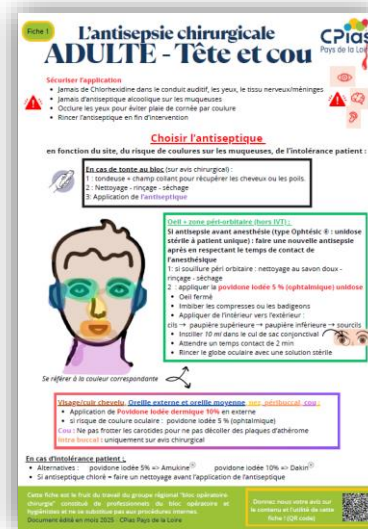 Fiche 1
L'antisepsie chirurgicale
ADULTE - Tête et cou
CPias
Pays de la Loire
Sécuriser l'application
• Jamais de Chlorhexidine dans le conduit auditif, les yeux, le tissu nerveux/méninges
• Jamais d'antiseptique alcoolique sur les muqueuses
• Occlure les yeux pour éviter plaie de cornée par coulure
• Rincer l'antiseptique en fin d'intervention
Choisir l'antiseptique
en fonction du site, du risque de coulures sur les muqueuses, de l'intolérance patient :
En cas de tonte au bloc (sur avis chirurgical) :
1 : tondeuse + champ collant pour récupérer les cheveux ou les poils.
2 : Nettoyage - rinçage - séchage
3: Application de l'antiseptique
Oeil + zone péri-orbitaire (hors IVT) :
Si antisepsie avant anesthésie (type Ophtésic ® : unidose
stérile à patient unique) : faire une nouvelle antisepsie
après en respectant le temps de contact de
l'anesthésique
1: si souillure péri orbitaire : nettoyage au savon doux -
rinçage - séchage
2 : appliquer la povidone iodée 5 % (ophtalmique) unidose
• Oeil fermé
• Imbiber les compresses ou les badigeons
• Appliquer de l'intérieur vers l'extérieur :
cils → paupière supérieure → paupière inférieure → sourcils
• Instiller 10 ml dans le cul de sac conjonctival
• Attendre un temps contact de 2 min
• Rincer le globe oculaire avec une solution stérile
Se référer à la couleur correspondante
Visage/cuir chevelu, Oreille externe et oreille moyenne, nez, péribuccal, cou :
• Application de Povidone iodée dermique 10% en externe
• si risque de coulure oculaire : povidone iodée 5 % (ophtalmique)
Cou : Ne pas frotter les carotides pour ne pas décoller des plaques d'athérome
Intra buccal : uniquement sur avis chirurgical
En cas d'intolérance patient :
• Alternatives : povidone iodée 5% => Amukine ® povidone iodée 10% => Dakin ®
• Si antiseptique chloré = faire un nettoyage avant l'application de l'antiseptique
Cette fiche est le fruit du travail du groupe régional "bloc opératoire
chirurgie" constitué de professionnels du bloc opératoire et
hygiénistes et ne se substitue pas aux procédures internes.
Document édité en mars 2025 - CPias Pays de la Loire
Donnez nous votre avis sur
le contenu et l'utilité de cette
fiche ! (QR code)